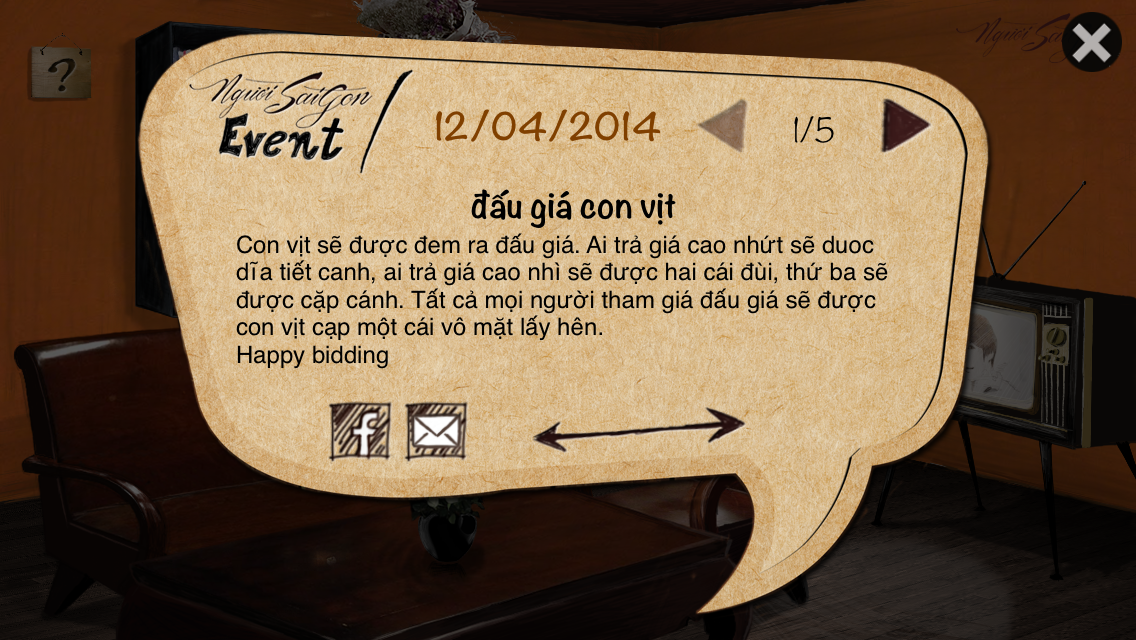 ?
Người Sài Gòn
Người SàiGòn
Event
12/04/2014
1/5
đấu giá con vịt
Con vịt sẽ được đem ra đấu giá. Ai trả giá cao nhứt sẽ duoc
dĩa tiết canh, ai trả giá cao nhì sẽ được hai cái đùi, thứ ba sẽ
được cặp cánh. Tất cả mọi người tham giá đấu giá sẽ được
con vịt cạp một cái vô mặt lấy hên.
Happy bidding
f